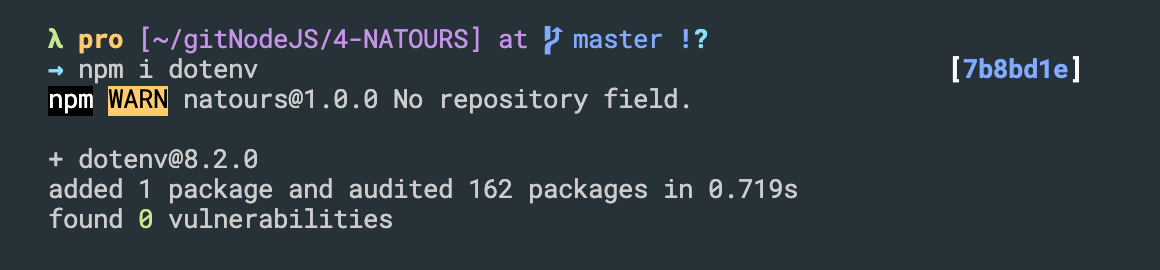 λ pro [~/gitNodeJS/4-NATOURS] at master !?
→ npm i dotenv [7b8bd1e]
npm WARN natours@1.0.0 No repository field.
+ dotenv@8.2.0
added 1 package and audited 162 packages in 0.719s
found 0 vulnerabilities